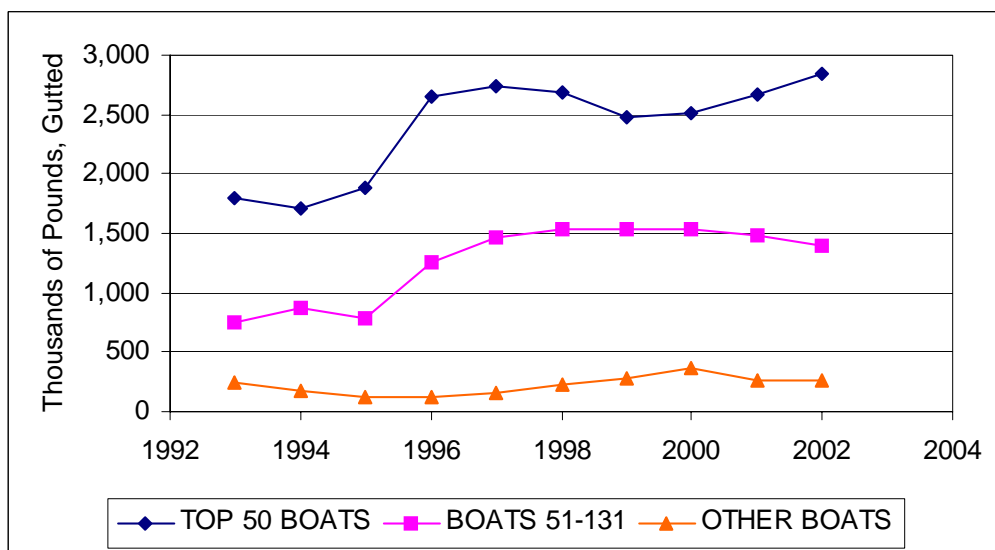 Thousands of Pounds, Gutted
3,000
2,500
2,000
1,500
1,000
500
0
1992 1994 1996 1998 2000 2002 2004
TOP 50 BOATS BOATS 51-131 OTHER BOATS